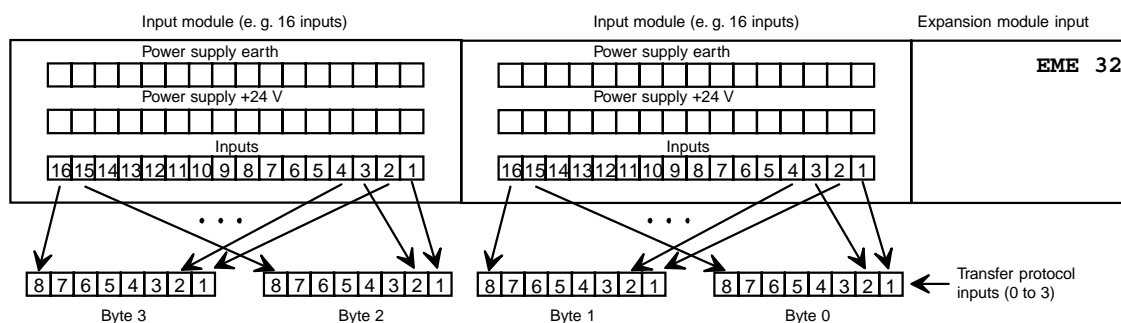 Input module (e. g. 16 inputs) Input module (e. g. 16 inputs) Expansion module input
Power supply earth Power supply earth EME 32
Power supply +24 V Power supply +24 V
Inputs Inputs
16 15 14 13 12 11 10 9 8 7 6 5 4 3 2 1 16 15 14 13 12 11 10 9 8 7 6 5 4 3 2 1
. . . . . .
8 7 6 5 4 3 2 1 8 7 6 5 4 3 2 1 8 7 6 5 4 3 2 1 8 7 6 5 4 3 2 1 Transfer protocol
inputs (0 to 3)
Byte 3 Byte 2 Byte 1 Byte 0